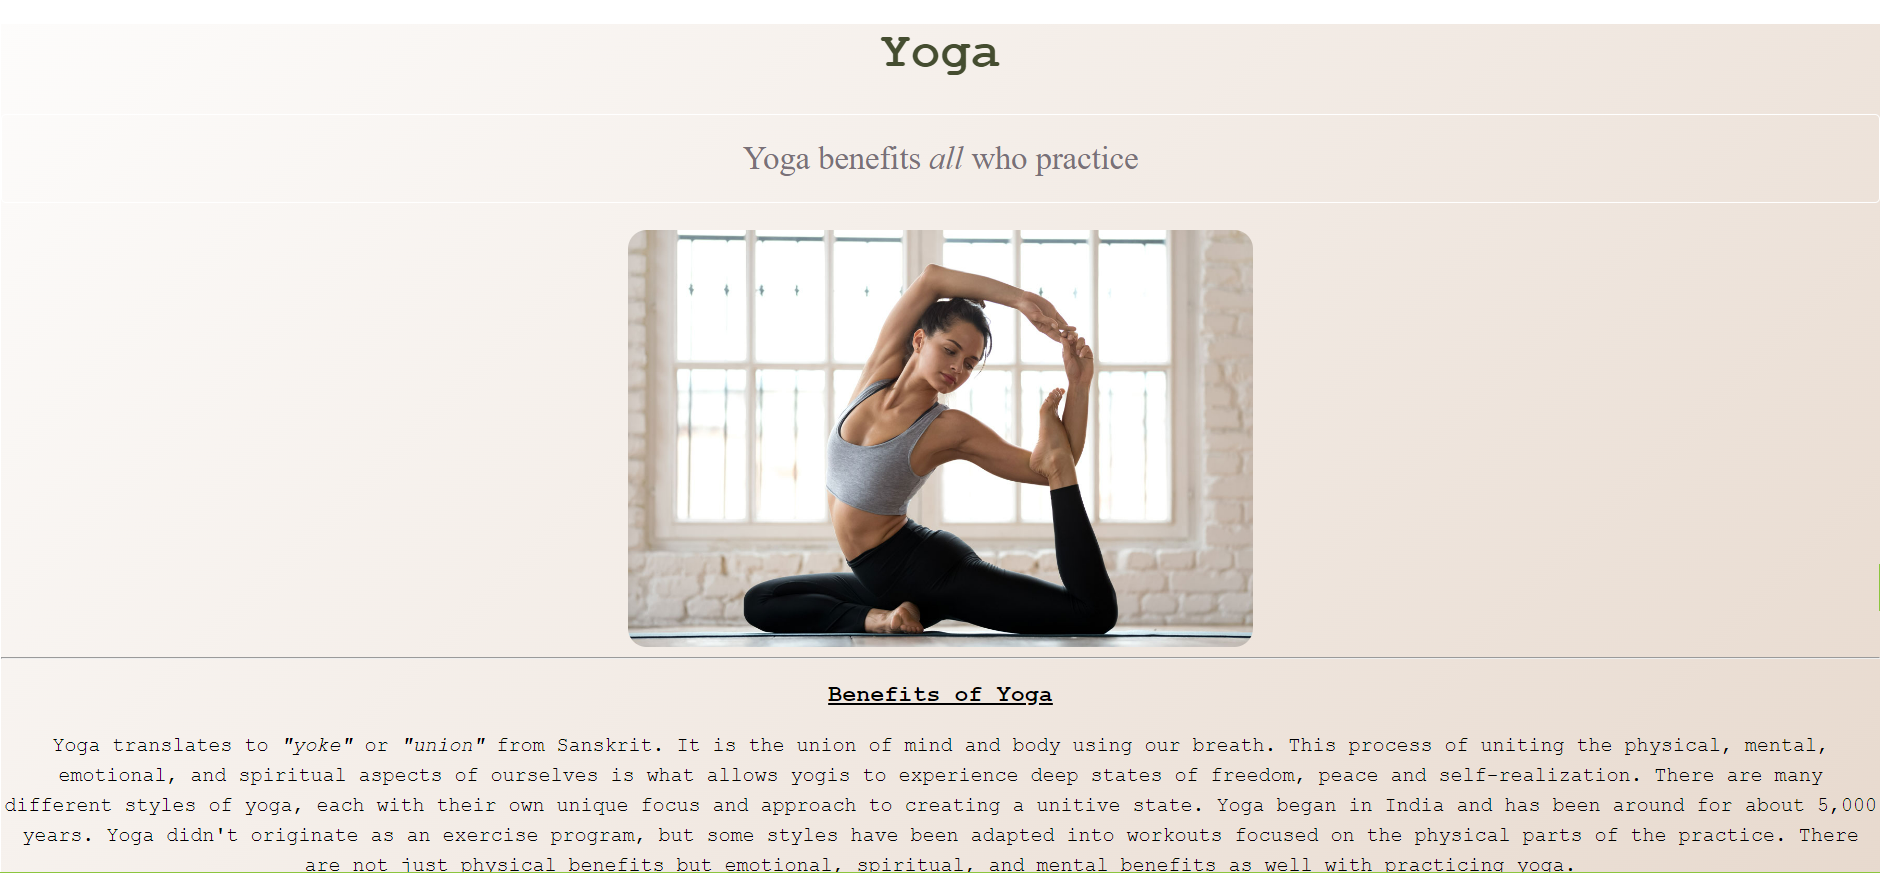 Yoga
Yoga benefits all who practice
Benefits of Yoga
Yoga translates to "yoke" or "union" from Sanskrit. It is the union of mind and body using our breath. This process of uniting the physical, mental,
emotional, and spiritual aspects of ourselves is what allows yogis to experience deep states of freedom, peace and self-realization. There are many
different styles of yoga, each with their own unique focus and approach to creating a unitive state. Yoga began in India and has been around for about 5,000
years. Yoga didn't originate as an exercise program, but some styles have been adapted into workouts focused on the physical parts of the practice. There
are not just physical benefits but emotional, spiritual, and mental benefits as well with practicing yoga.